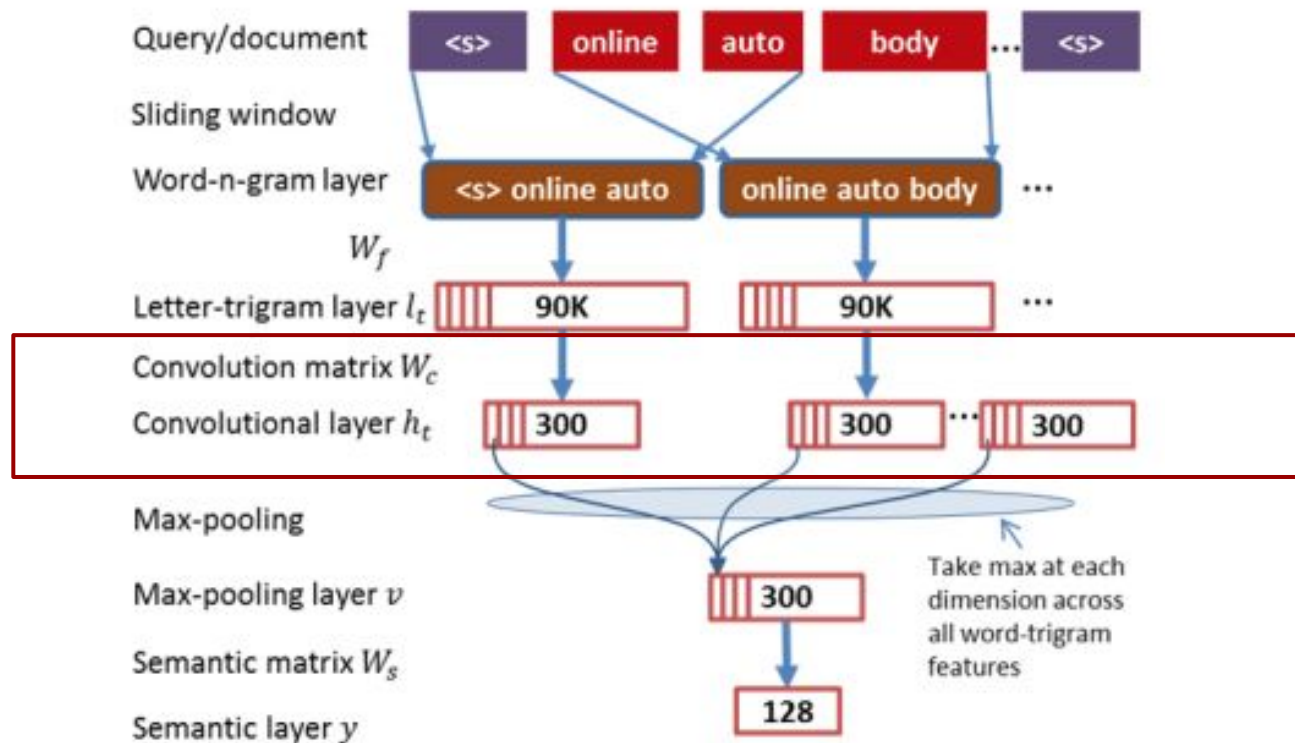 Query/document <s> online auto body ... <s>
Sliding window
Word-n-gram layer <s> online auto online auto body ...
W_f
Letter-trigram layer l_t 90K 90K ...
Convolution matrix W_c
Convolutional layer h_t 300 300 ... 300
Max-pooling
Take max at each
dimension across
all word-trigram
features
Max-pooling layer v 300
Semantic matrix W_s
Semantic layer y 128